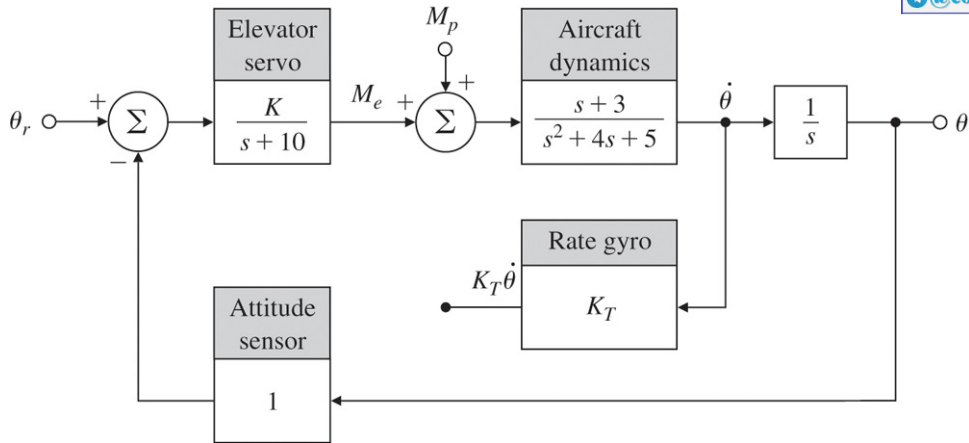 M_p
Elevator
servo
K
s + 10
Aircraft
dynamics
s + 3
s² + 4s + 5
θ_r
+
Σ
−
M_e
+
+
Σ
θ̇
1
s
θ
Rate gyro
K_T
K_T θ̇
Attitude
sensor
1